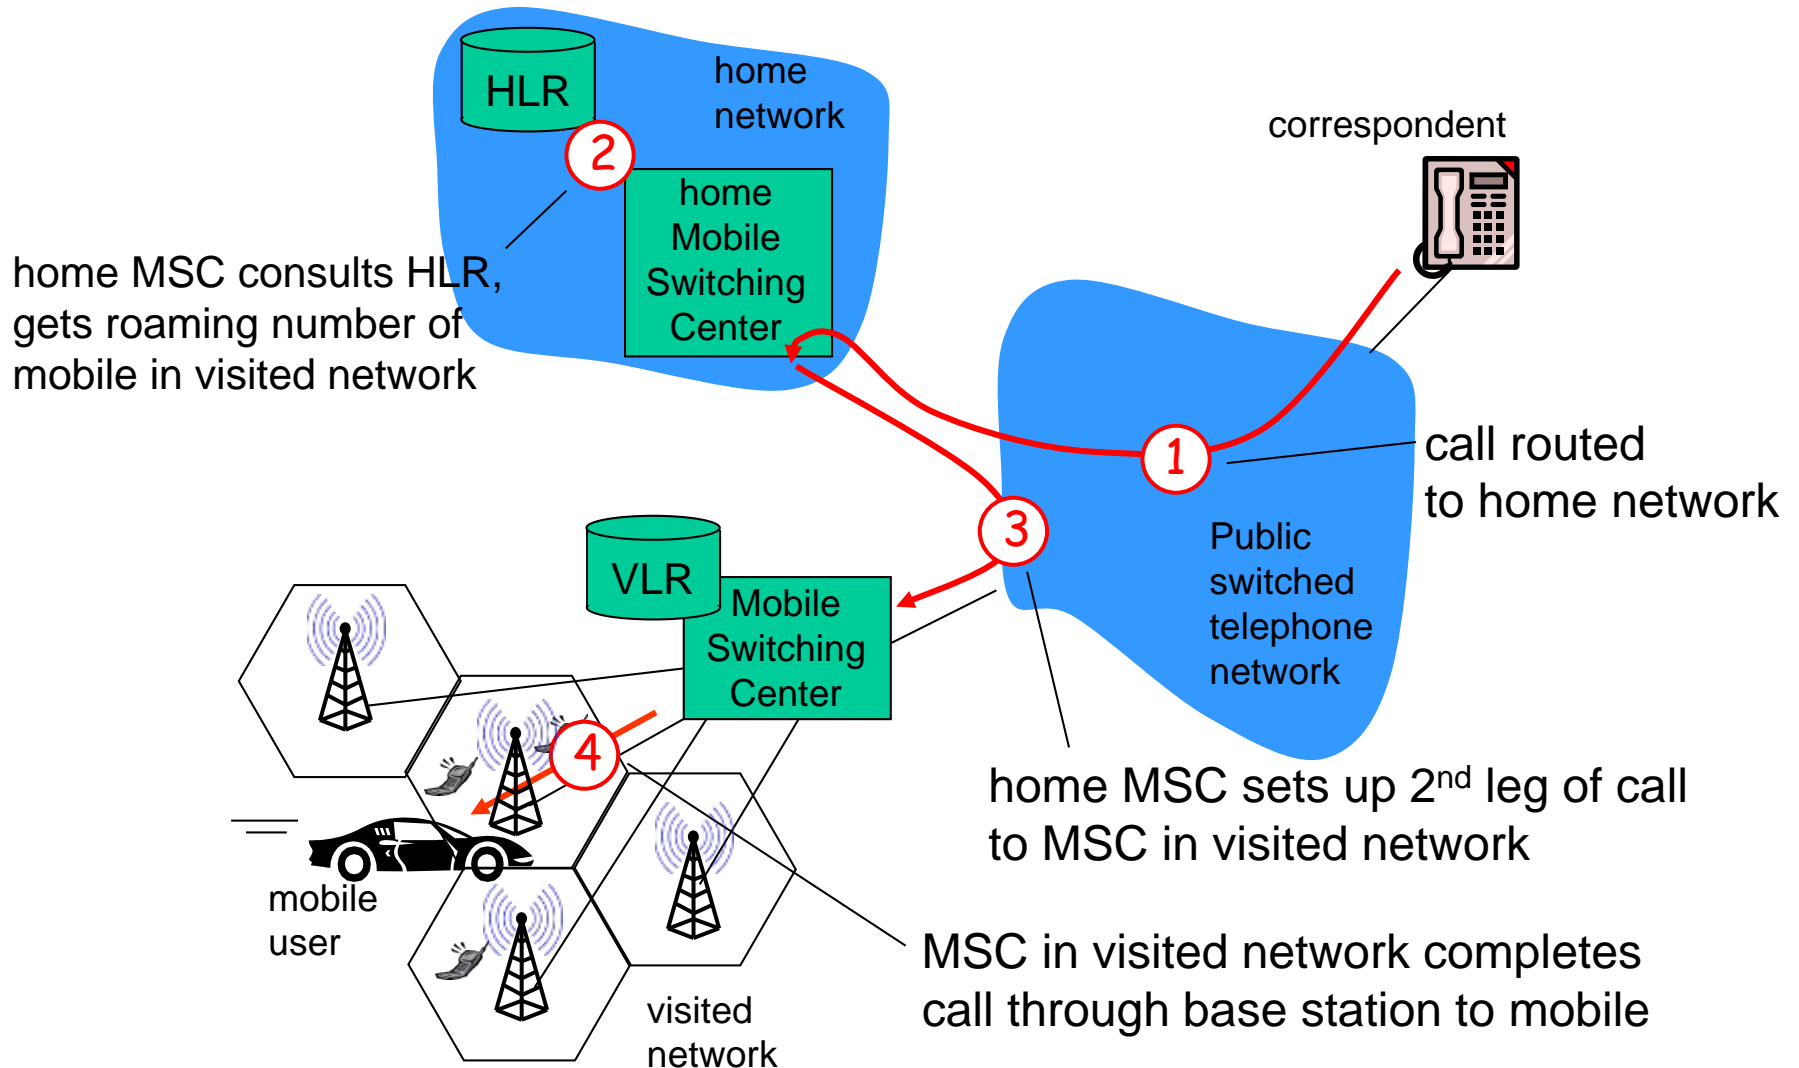 HLR
home
network
correspondent
2
home
Mobile
Switching
Center
home MSC consults HLR,
gets roaming number of
mobile in visited network
1
call routed
to home network
3
Public
switched
telephone
network
VLR
Mobile
Switching
Center
4
home MSC sets up 2nd leg of call
to MSC in visited network
mobile
user
MSC in visited network completes
call through base station to mobile
visited
network